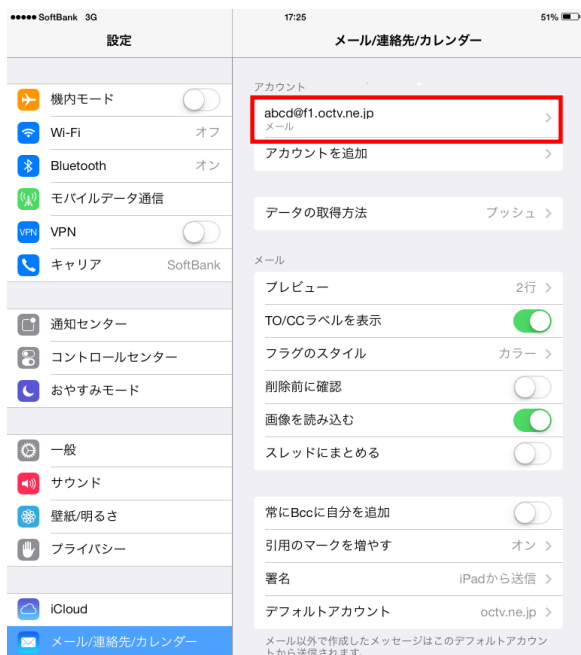 SoftBank 3G 17:25 51%
設定
機内モード
Wi-Fi オフ
Bluetooth オン
モバイルデータ通信
VPN VPN
キャリア SoftBank
通知センター
コントロールセンター
おやすみモード
一般
サウンド
壁紙/明るさ
プライバシー
iCloud
メール/連絡先/カレンダー
メール/連絡先/カレンダー
アカウント
abcd@f1.octv.ne.jp
メール
アカウントを追加
データの取得方法 プッシュ
メール
プレビュー 2行
TO/CCラベルを表示
フラグのスタイル カラー
削除前に確認
画像を読み込む
スレッドにまとめる
常にBccに自分を追加
引用のマークを増やす オン
署名 iPadから送信
デフォルトアカウント octv.ne.jp
メール以外で作成したメッセージはこのデフォルトアカウン
トから送信されます。